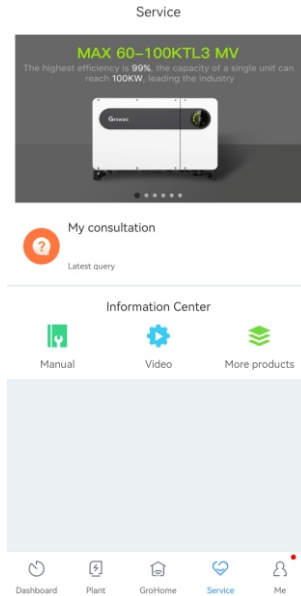 Service
MAX 60-100KTL3 MV
The highest efficiency is 99%, the capacity of a single unit can
reach 100KW, leading the industry
Growatt
My consultation
Latest query
Information Center
Manual
Video
More products
Dashboard
Plant
GroHome
Service
Me